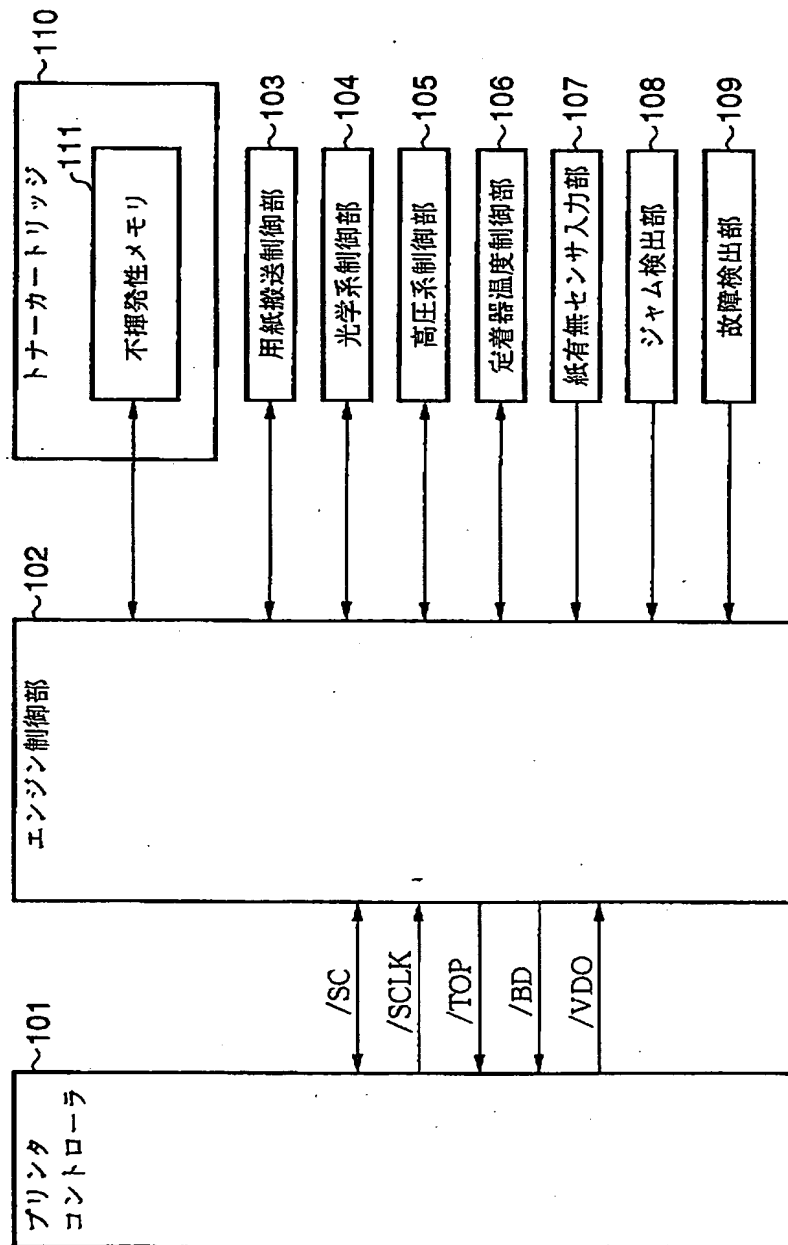 プリンタ
コントローラ
101
/SC
/SCLK
/TOP
/BD
/VDO
エンジン制御部
102
トナーカートリッジ
110
不揮発性メモリ
111
用紙搬送制御部
103
光学系制御部
104
高圧系制御部
105
定着器温度制御部
106
紙有無センサ入力部
107
ジャム検出部
108
故障検出部
109